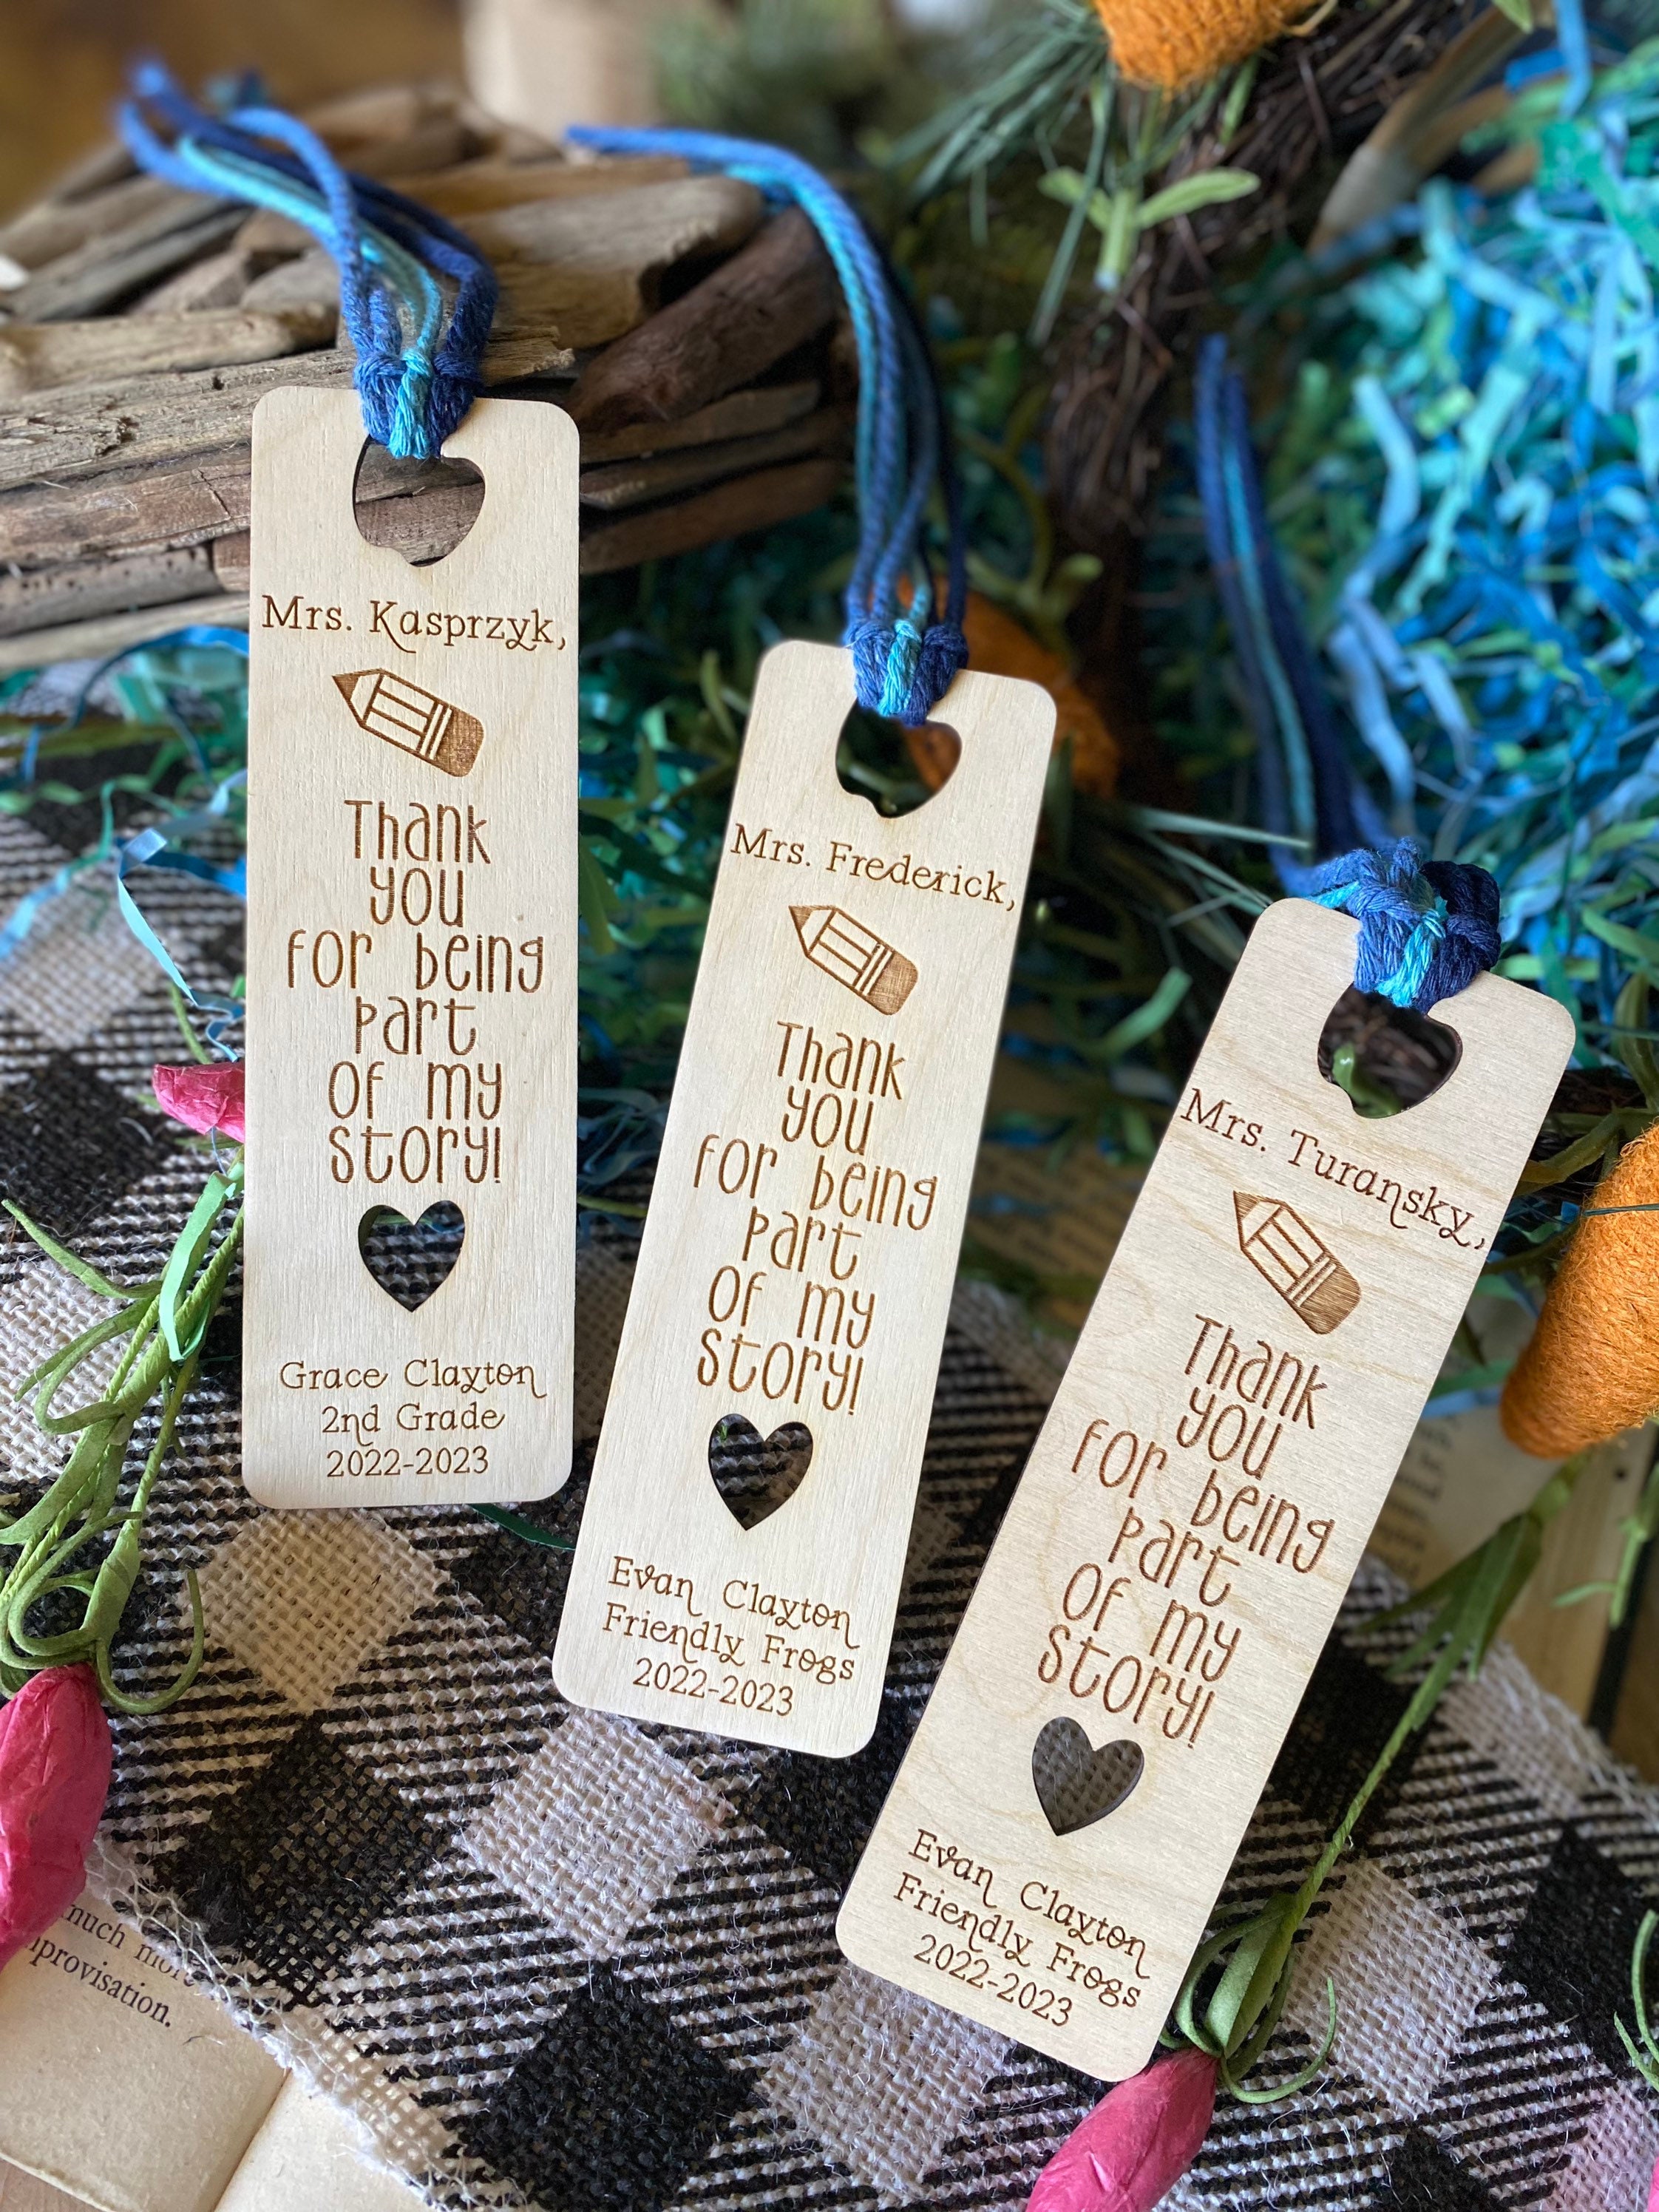 Mrs. Kasprzyk,
Thank
you
for being
part
of my
story!
Grace Clayton
2nd Grade
2022-2023
Mrs. Frederick,
Thank
you
for being
part
of my
story!
Evan Clayton
Friendly Frogs
2022-2023
Mrs. Turansky,
Thank
you
for being
part
of my
story!
Evan Clayton
Friendly Frogs
2022-2023
much more
improvisation.